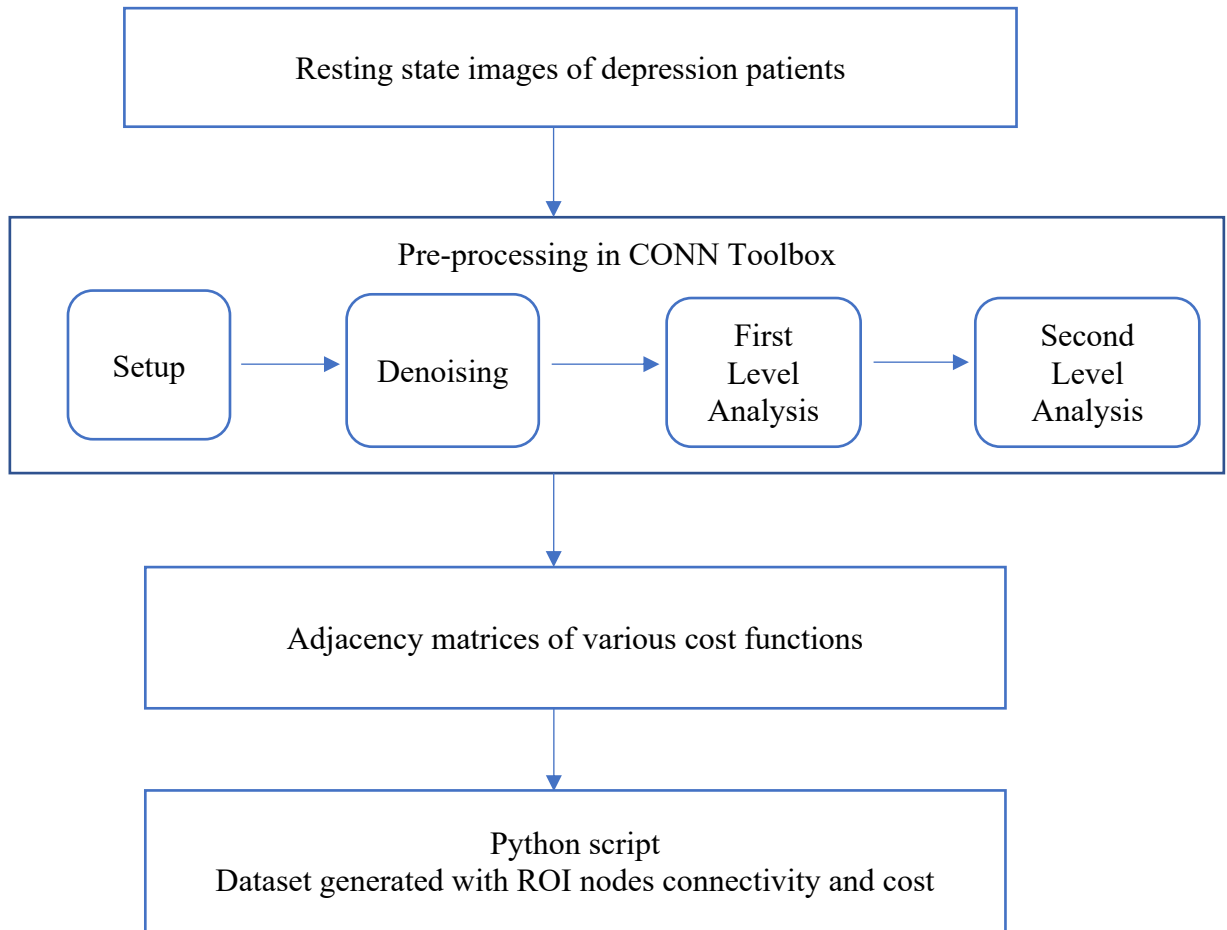 Resting state images of depression patients
Pre-processing in CONN Toolbox
Setup
Denoising
First
Level
Analysis
Second
Level
Analysis
Adjacency matrices of various cost functions
Python script
Dataset generated with ROI nodes connectivity and cost